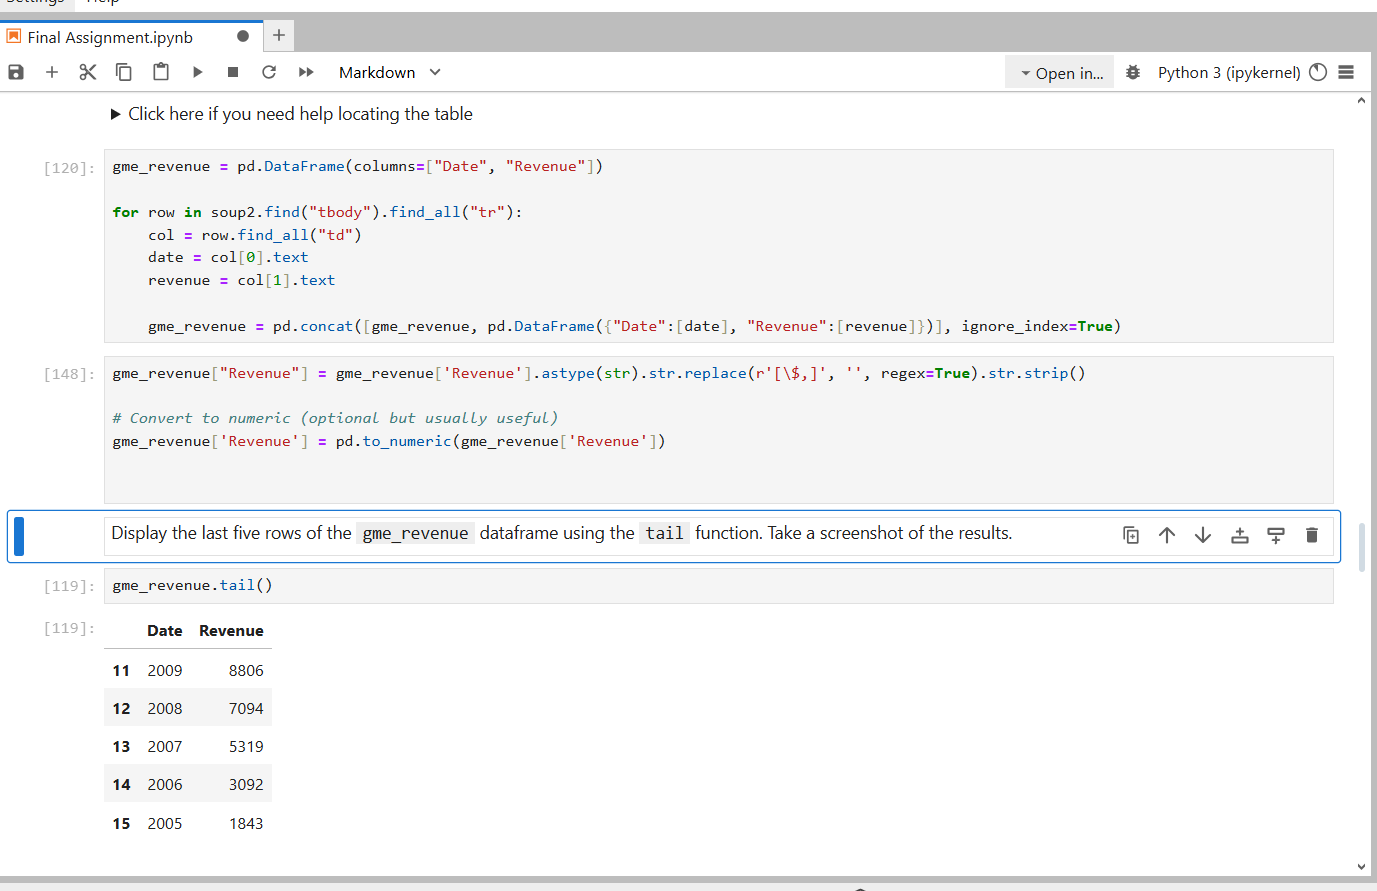 Settings Help
Final Assignment.ipynb
Markdown
Open in...
Python 3 (ipykernel)
Click here if you need help locating the table
[120]:
gme_revenue = pd.DataFrame(columns=["Date", "Revenue"])
for row in soup2.find("tbody").find_all("tr"):
    col = row.find_all("td")
    date = col[0].text
    revenue = col[1].text
    gme_revenue = pd.concat([gme_revenue, pd.DataFrame({"Date":[date], "Revenue":[revenue]})], ignore_index=True)
[148]:
gme_revenue["Revenue"] = gme_revenue['Revenue'].astype(str).str.replace(r'[\$,]', '', regex=True).str.strip()
# Convert to numeric (optional but usually useful)
gme_revenue['Revenue'] = pd.to_numeric(gme_revenue['Revenue'])
Display the last five rows of the gme_revenue dataframe using the tail function. Take a screenshot of the results.
[119]:
gme_revenue.tail()
[119]:
Date Revenue
11 2009 8806
12 2008 7094
13 2007 5319
14 2006 3092
15 2005 1843